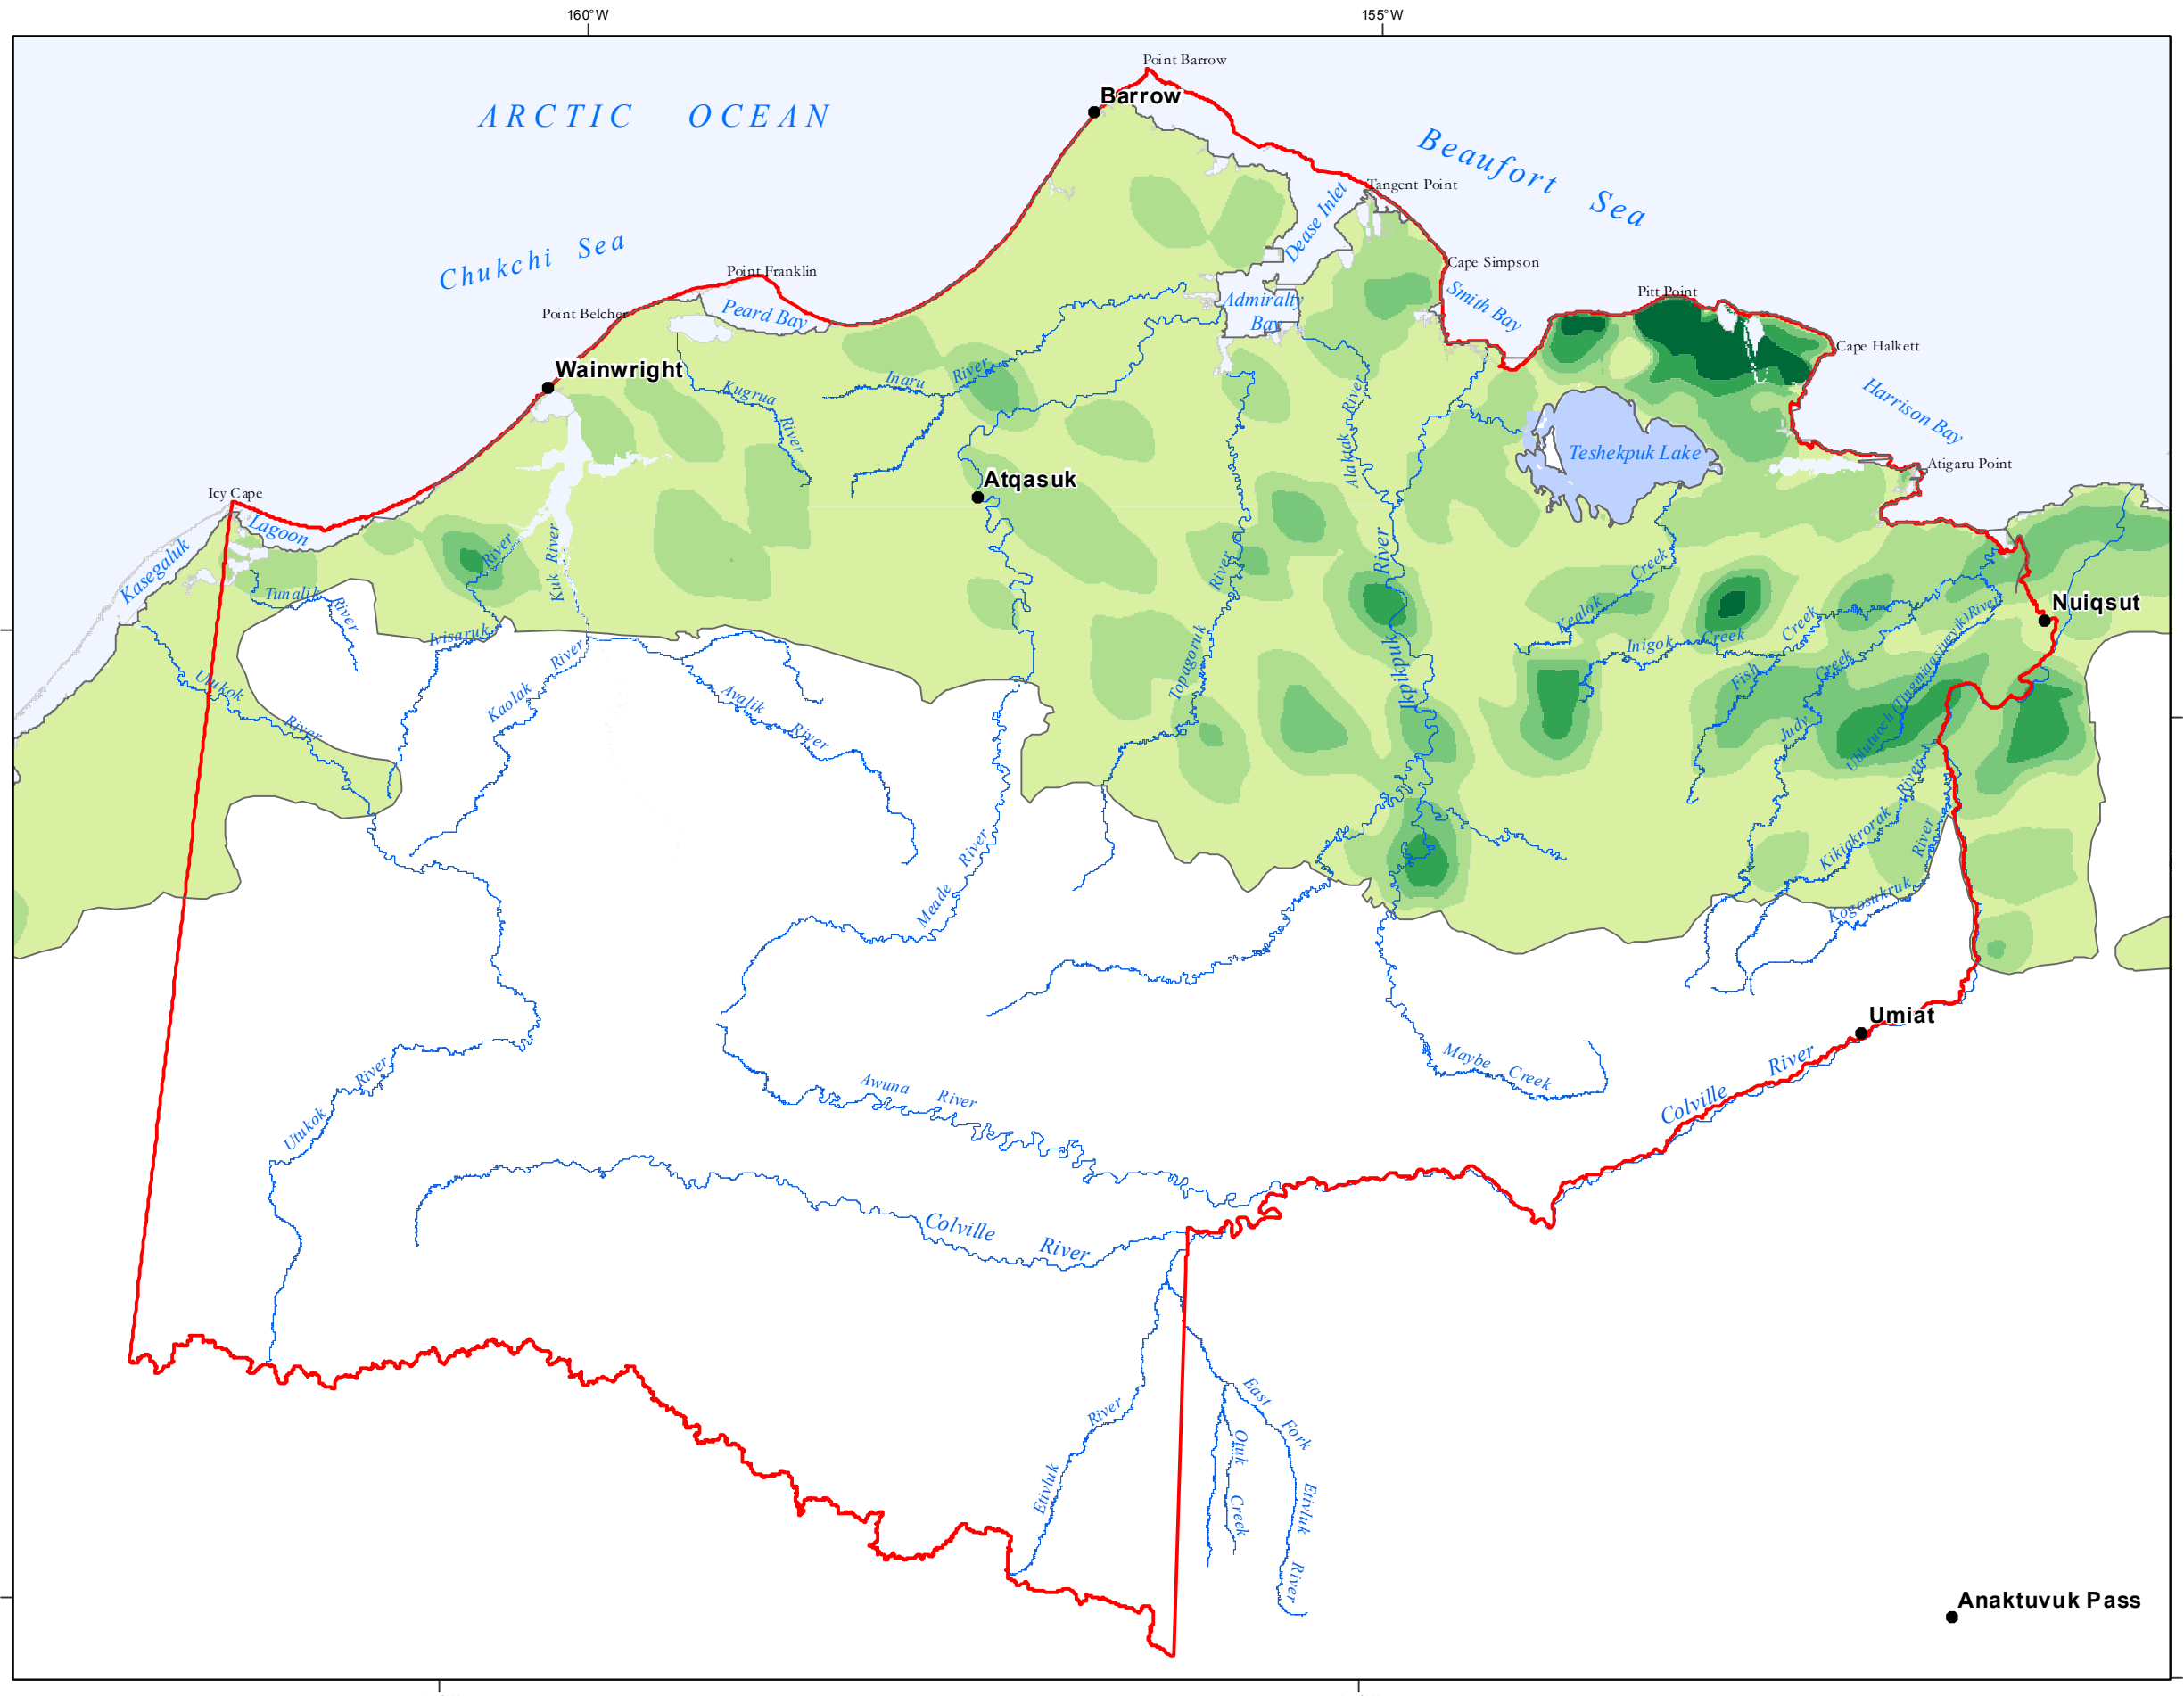 160°W
155°W
Point Barrow
Barrow
ARCTIC OCEAN
Beaufort Sea
Tangent Point
Dease Inlet
Chukchi Sea
Cape Simpson
Point Franklin
Smith Bay
Pitt Point
Admiralty
Bay
Point Belcher
Peard Bay
Cape Halkett
Wainwright
Inaru River
Kugrua River
Alaktak River
Harrison Bay
Teshekpuk Lake
Atqasuk
Atigaru Point
Icy Cape
Kasegaluk Lagoon
River
Kuk River
Ivisaruk
Tunalik River
River
Topagoruk
River
Ikpikpuk
Kealok Creek
Nuiqsut
Inigok Creek
Fish Creek
Judy Creek
Ublutuoch (Tingmiaqsiugvik) River
Utukok River
Kaolak River
Avalik River
Kikiakrorak River
Kogosukruk River
Meade River
Umiat
Utukok River
Awuna River
Maybe Creek
Colville River
Colville River
Etivluk River
East Fork Etivluk River
Otuk Creek
Anaktuvuk Pass